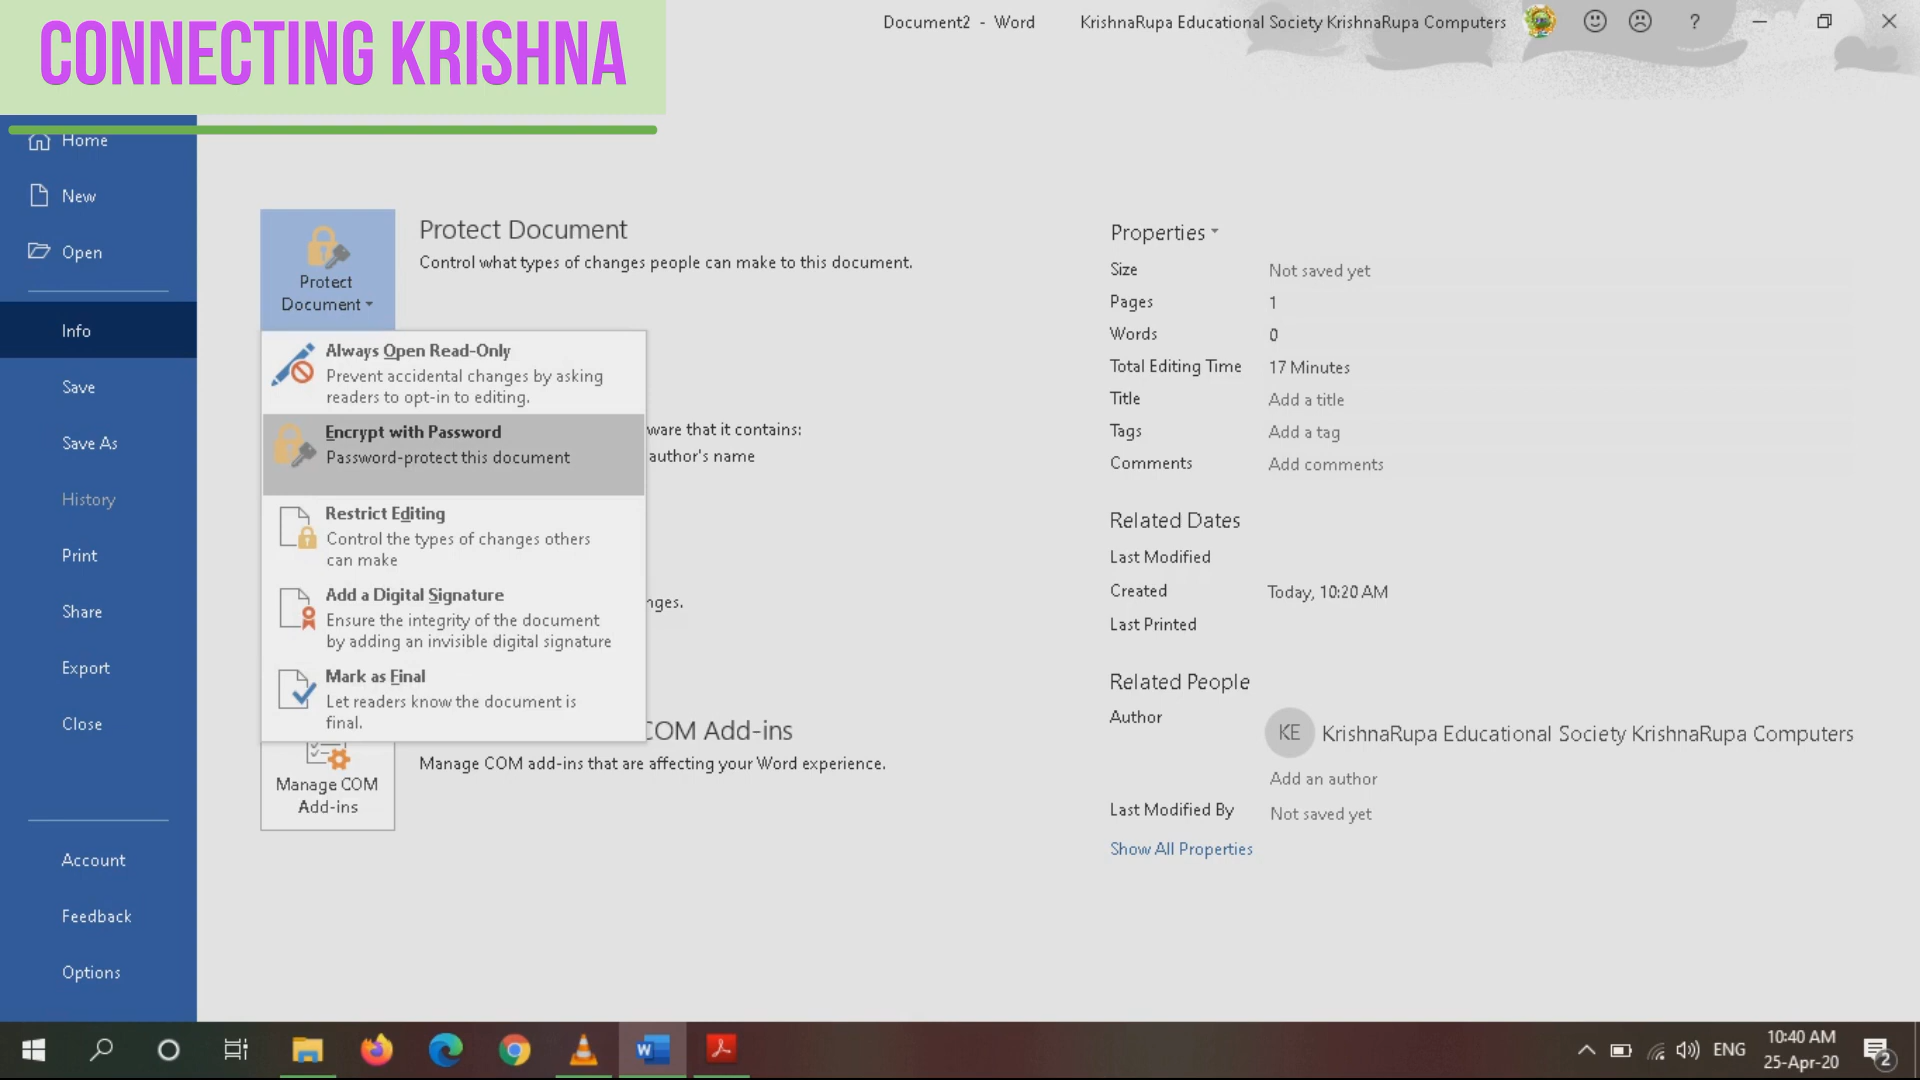 CONNECTING KRISHNA
Document2 - Word
KrishnaRupa Educational Society KrishnaRupa Computers
?
Home
New
Open
Info
Save
Save As
History
Print
Share
Export
Close
Account
Feedback
Options
Protect
Document
Protect Document
Control what types of changes people can make to this document.
Always Open Read-Only
Prevent accidental changes by asking
readers to opt-in to editing.
Encrypt with Password
Password-protect this document
Restrict Editing
Control the types of changes others
can make
Add a Digital Signature
Ensure the integrity of the document
by adding an invisible digital signature
Mark as Final
Let readers know the document is
final.
ware that it contains:
author's name
nges.
COM Add-ins
Manage COM
Add-ins
Manage COM add-ins that are affecting your Word experience.
Properties
Size Not saved yet
Pages 1
Words 0
Total Editing Time 17 Minutes
Title Add a title
Tags Add a tag
Comments Add comments
Related Dates
Last Modified
Created Today, 10:20 AM
Last Printed
Related People
Author
KE KrishnaRupa Educational Society KrishnaRupa Computers
Add an author
Last Modified By Not saved yet
Show All Properties
W
ENG
10:40 AM
25-Apr-20
2